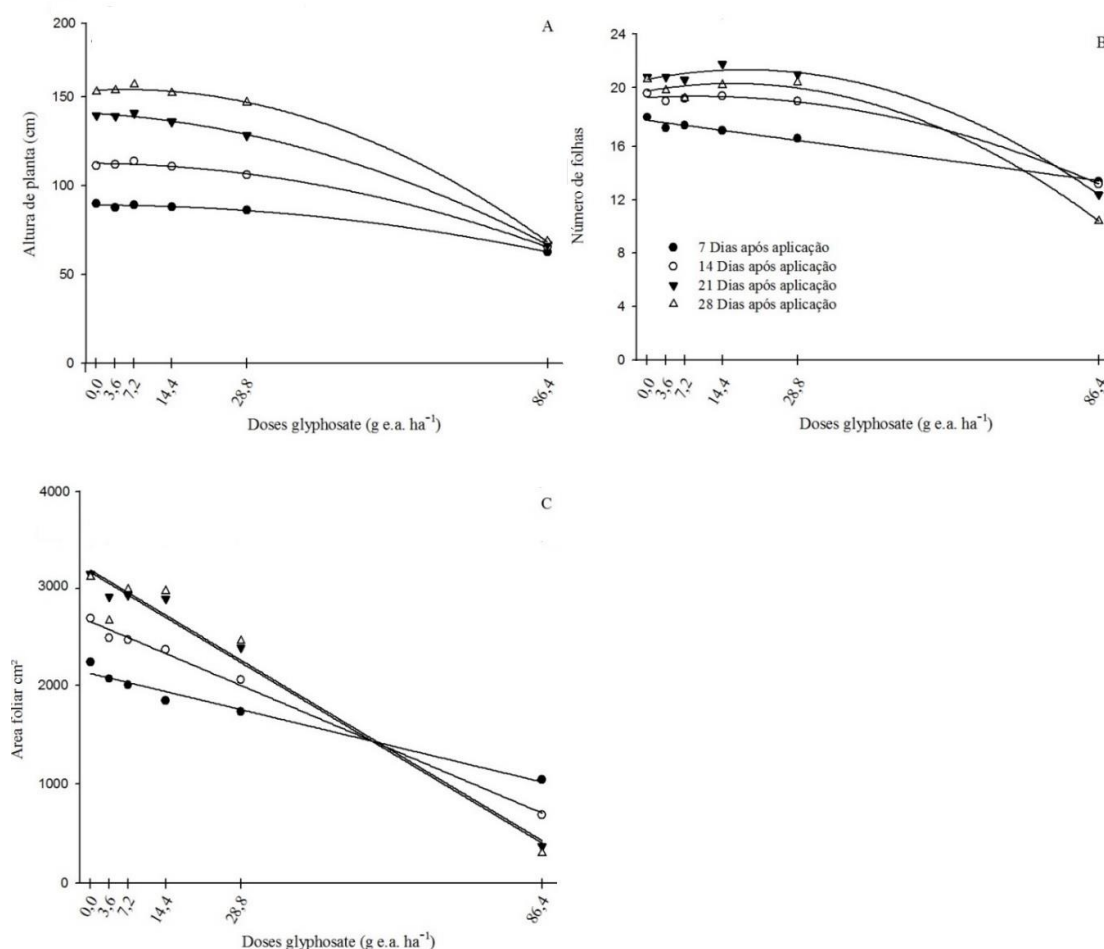 A
Altura de planta (cm)
200
150
100
50
0
0,0
3,6
7,2
14,4
28,8
86,4
Doses glyphosate (g e.a. ha⁻¹)
B
Número de folhas
24
20
16
12
8
4
0
7 Dias após aplicação
14 Dias após aplicação
21 Dias após aplicação
28 Dias após aplicação
0,0
3,6
7,2
14,4
28,8
86,4
Doses glyphosate (g e.a. ha⁻¹)
C
Area foliar cm²
4000
3000
2000
1000
0
0,0
3,6
7,2
14,4
28,8
86,4
Doses glyphosate (g e.a. ha⁻¹)